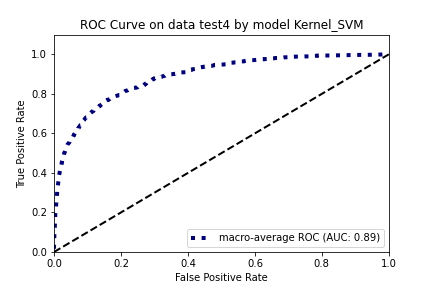 ROC Curve on data test4 by model Kernel_SVM
True Positive Rate
1.0
0.8
0.6
0.4
0.2
0.0
macro-average ROC (AUC: 0.89)
0.0 0.2 0.4 0.6 0.8 1.0
False Positive Rate